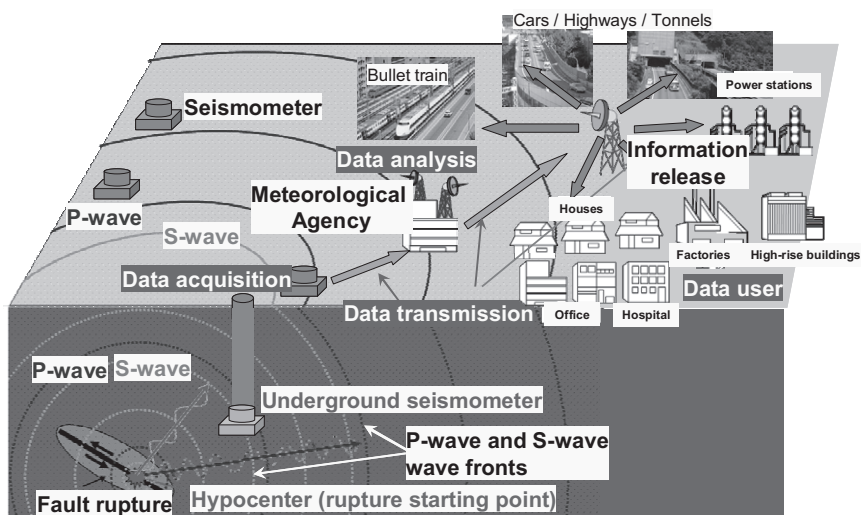 Cars / Highways / Tonnels
Bullet train
Power stations
Seismometer
Data analysis
Information
release
Meteorological
Agency
P-wave
Houses
S-wave
Factories
High-rise buildings
Data acquisition
Data user
Data transmission
Office
Hospital
P-wave
S-wave
Underground seismometer
P-wave and S-wave
wave fronts
Fault rupture
Hypocenter (rupture starting point)